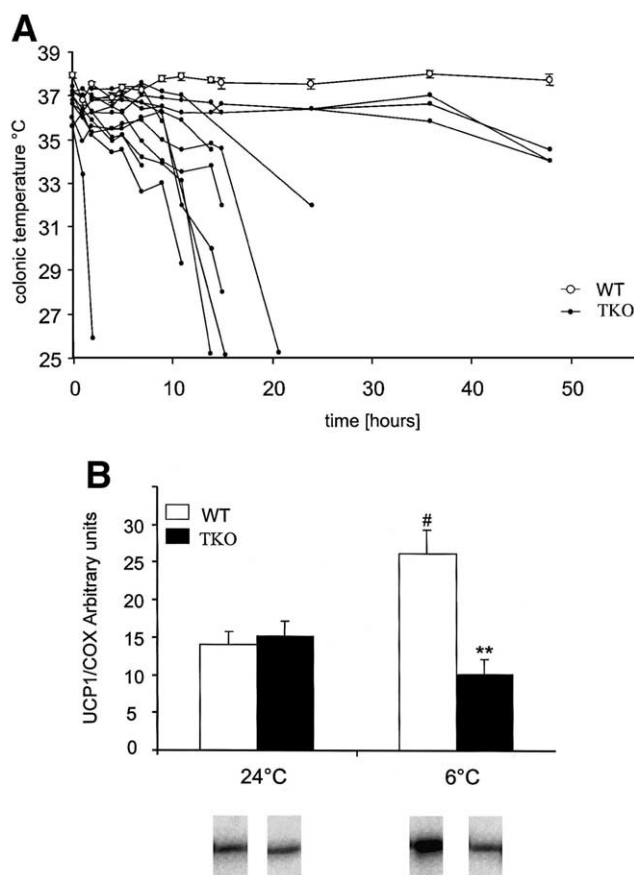 A
colonic temperature °C
39
37
35
33
31
29
27
25
0 10 20 30 40 50
time [hours]
WT
TKO
B
UCP1/COX Arbitrary units
30
25
20
15
10
5
0
WT
TKO
#
**
24°C 6°C